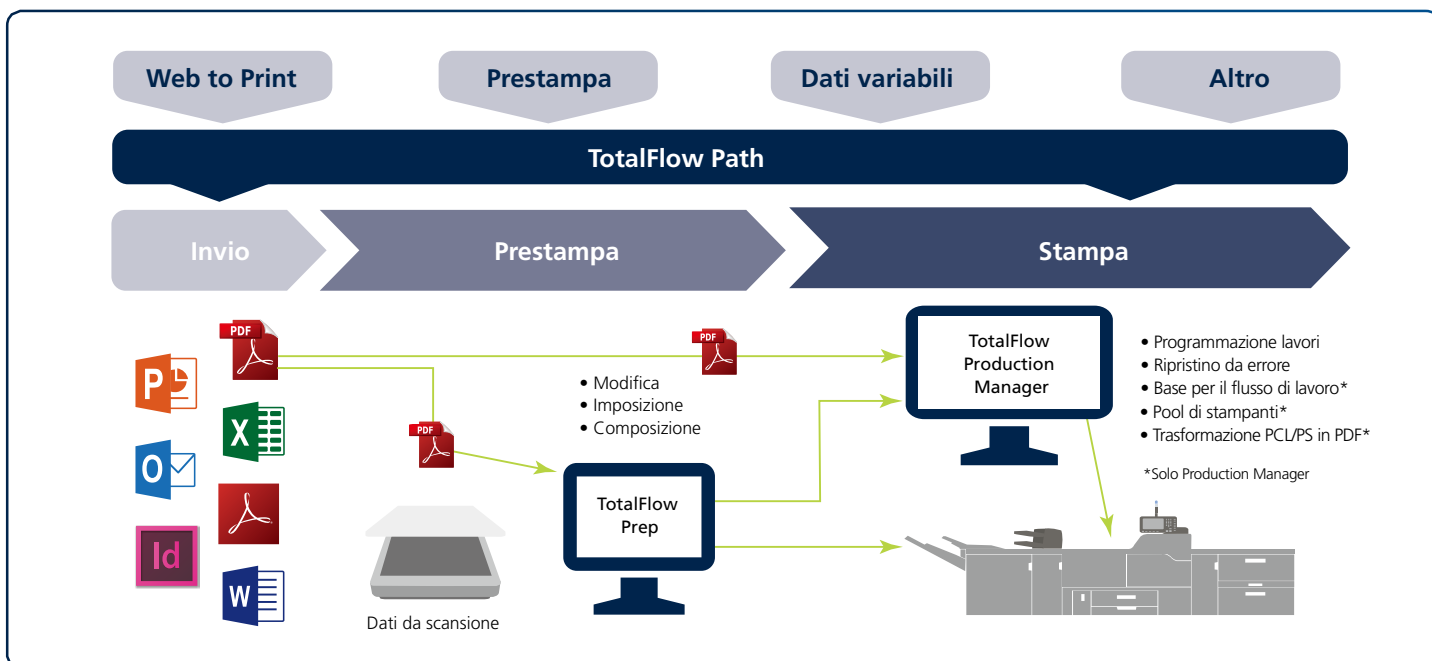 Web to Print
Prestampa
Dati variabili
Altro
TotalFlow Path
Invio
Prestampa
Stampa
PDF
PDF
PDF
P
X
O
Id
W
• Modifica
• Imposizione
• Composizione
TotalFlow
Production
Manager
• Programmazione lavori
• Ripristino da errore
• Base per il flusso di lavoro*
• Pool di stampanti*
• Trasformazione PCL/PS in PDF*
*Solo Production Manager
TotalFlow
Prep
Dati da scansione